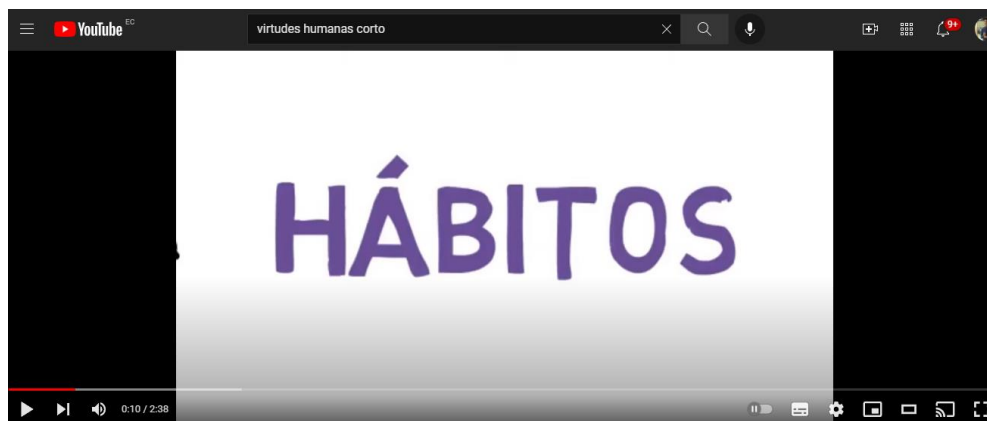 YouTube EC
virtudes humanas corto
9+
HÁBITOS
0:10 / 2:38